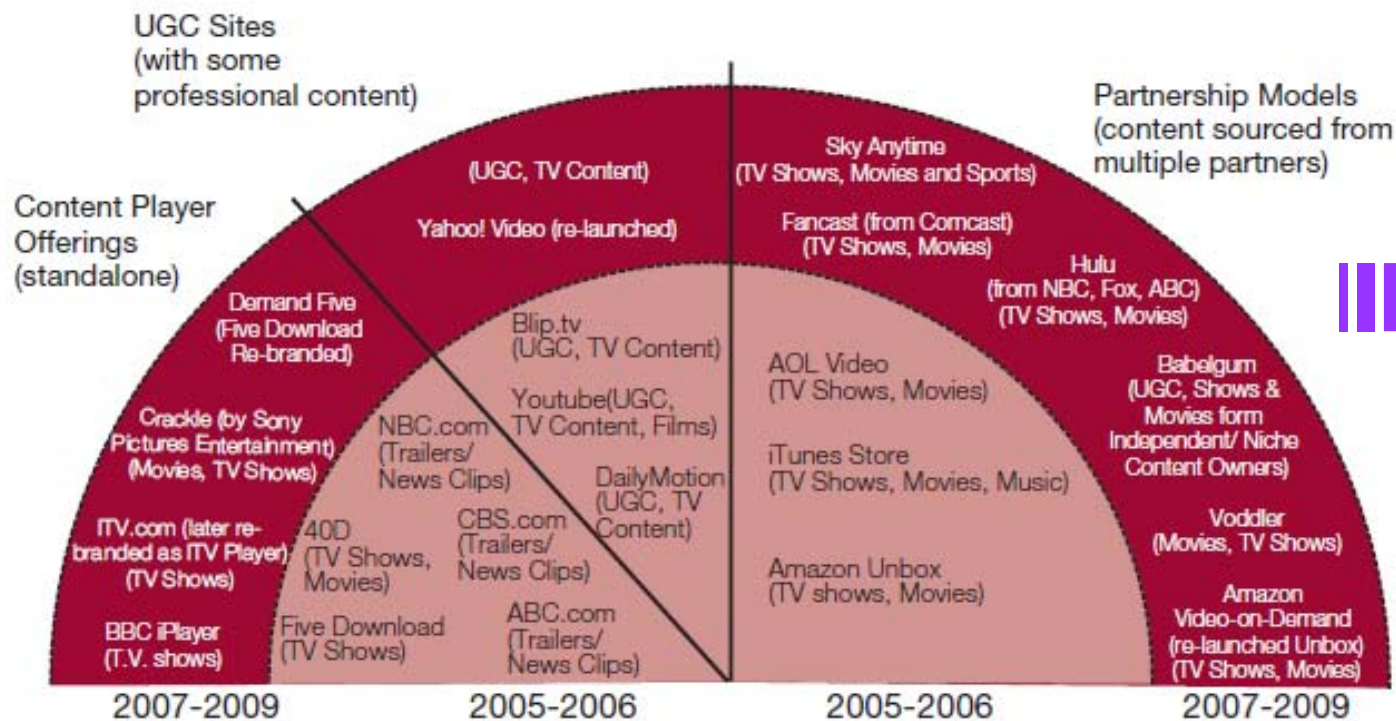 UGC Sites
(with some
professional content)
Partnership Models
(content sourced from
multiple partners)
Content Player
Offerings
(standalone)
(UGC, TV Content)
Yahoo! Video (re-launched)
Sky Anytime
(TV Shows, Movies and Sports)
Fancast (from Comcast)
(TV Shows, Movies)
Hulu
(from NBC, Fox, ABC)
(TV Shows, Movies)
Babelgum
(UGC, Shows &
Movies form
Independent/ Niche
Content Owners)
Voddler
(Movies, TV Shows)
Amazon
Video-on-Demand
(re-launched Unbox)
(TV Shows, Movies)
Demand Five
(Five Download
Re-branded)
Crackle (by Sony
Pictures Entertainment)
(Movies, TV Shows)
ITV.com (later re-
branded as ITV Player)
(TV Shows)
BBC iPlayer
(T.V. shows)
Blip.tv
(UGC, TV Content)
Youtube(UGC,
TV Content, Films)
DailyMotion
(UGC, TV
Content)
NBC.com
(Trailers/
News Clips)
CBS.com
(Trailers/
News Clips)
40D
(TV Shows,
Movies)
Five Download
(TV Shows)
ABC.com
(Trailers/
News Clips)
AOL Video
(TV Shows, Movies)
iTunes Store
(TV Shows, Movies, Music)
Amazon Unbox
(TV shows, Movies)
2007-2009
2005-2006
2005-2006
2007-2009